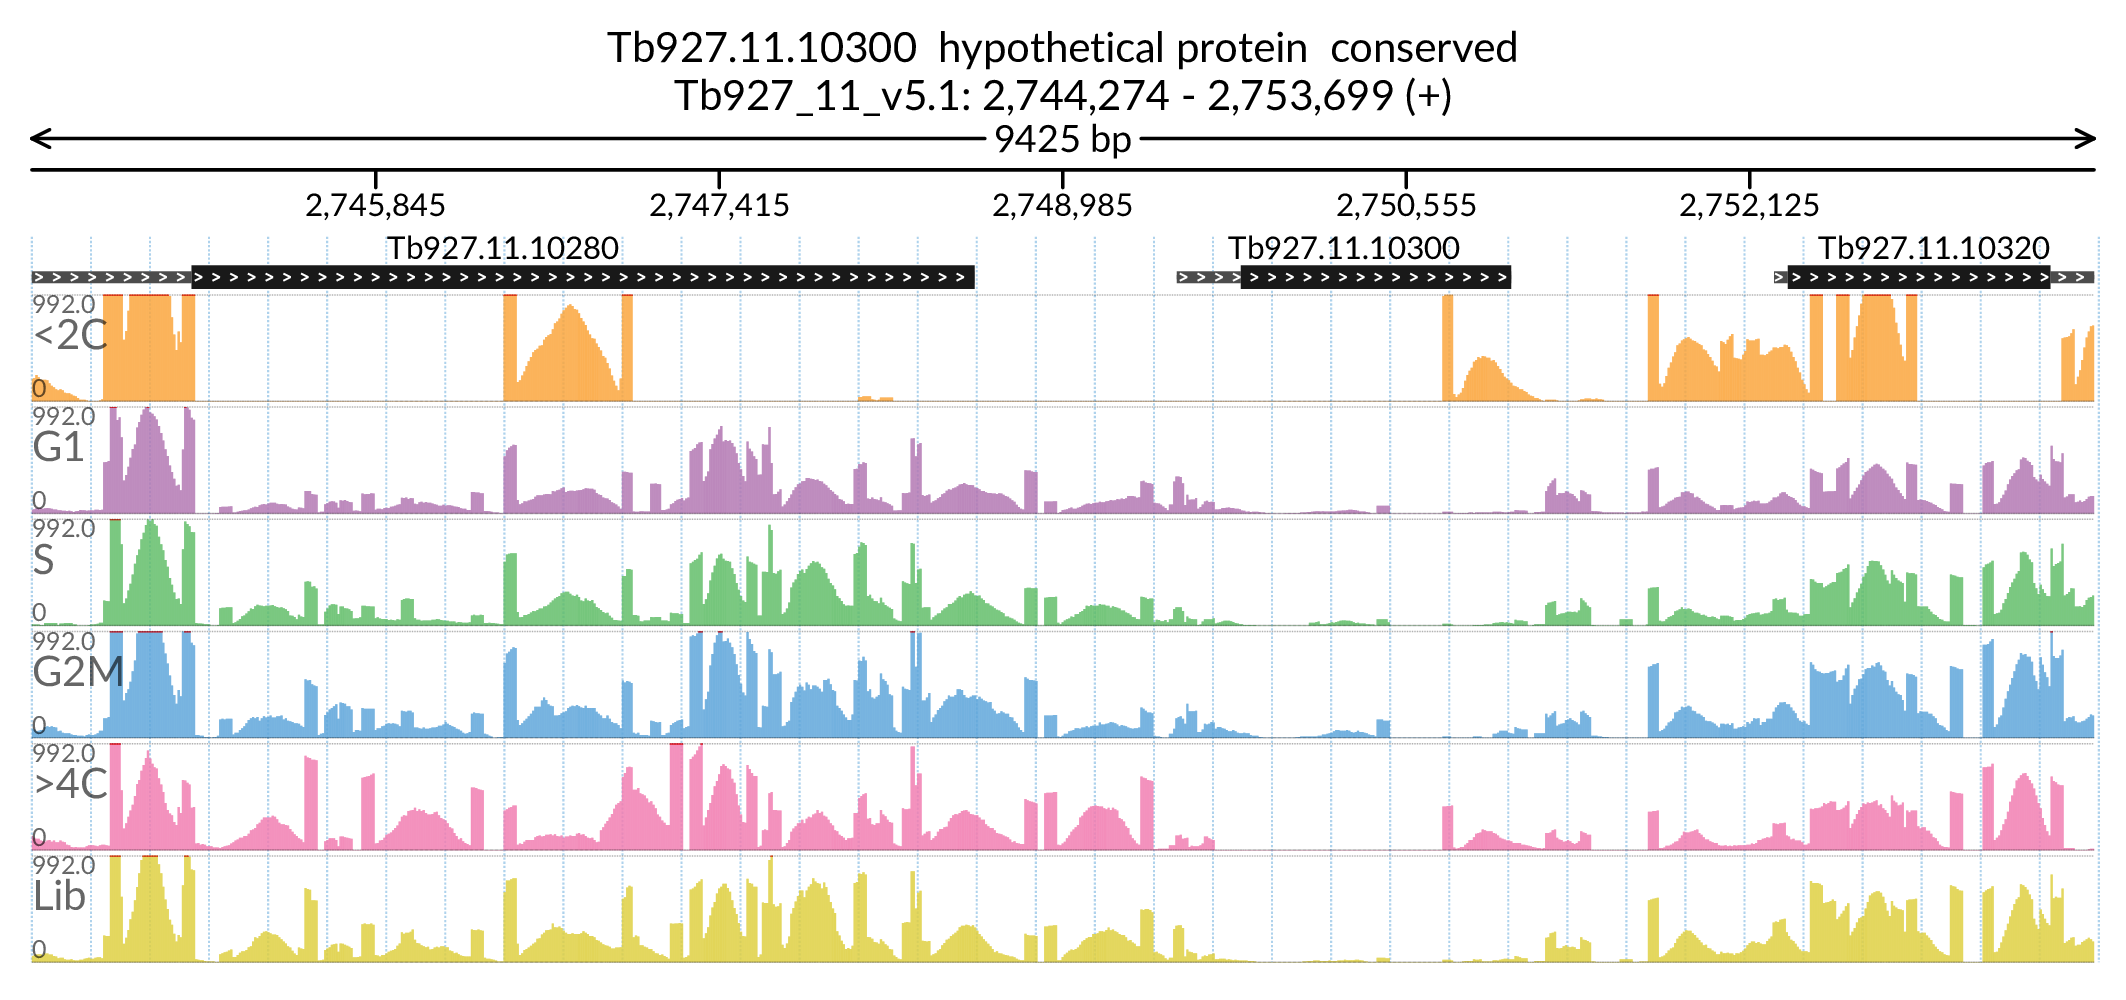 Tb927.11.10300 hypothetical protein conserved
Tb927_11_v5.1: 2,744,274 - 2,753,699 (+)
9425 bp
2,745,845 2,747,415 2,748,985 2,750,555 2,752,125
Tb927.11.10280 Tb927.11.10300 Tb927.11.10320
992.0
<2C
0
992.0
G1
0
992.0
S
0
992.0
G2M
0
992.0
>4C
0
992.0
Lib
0